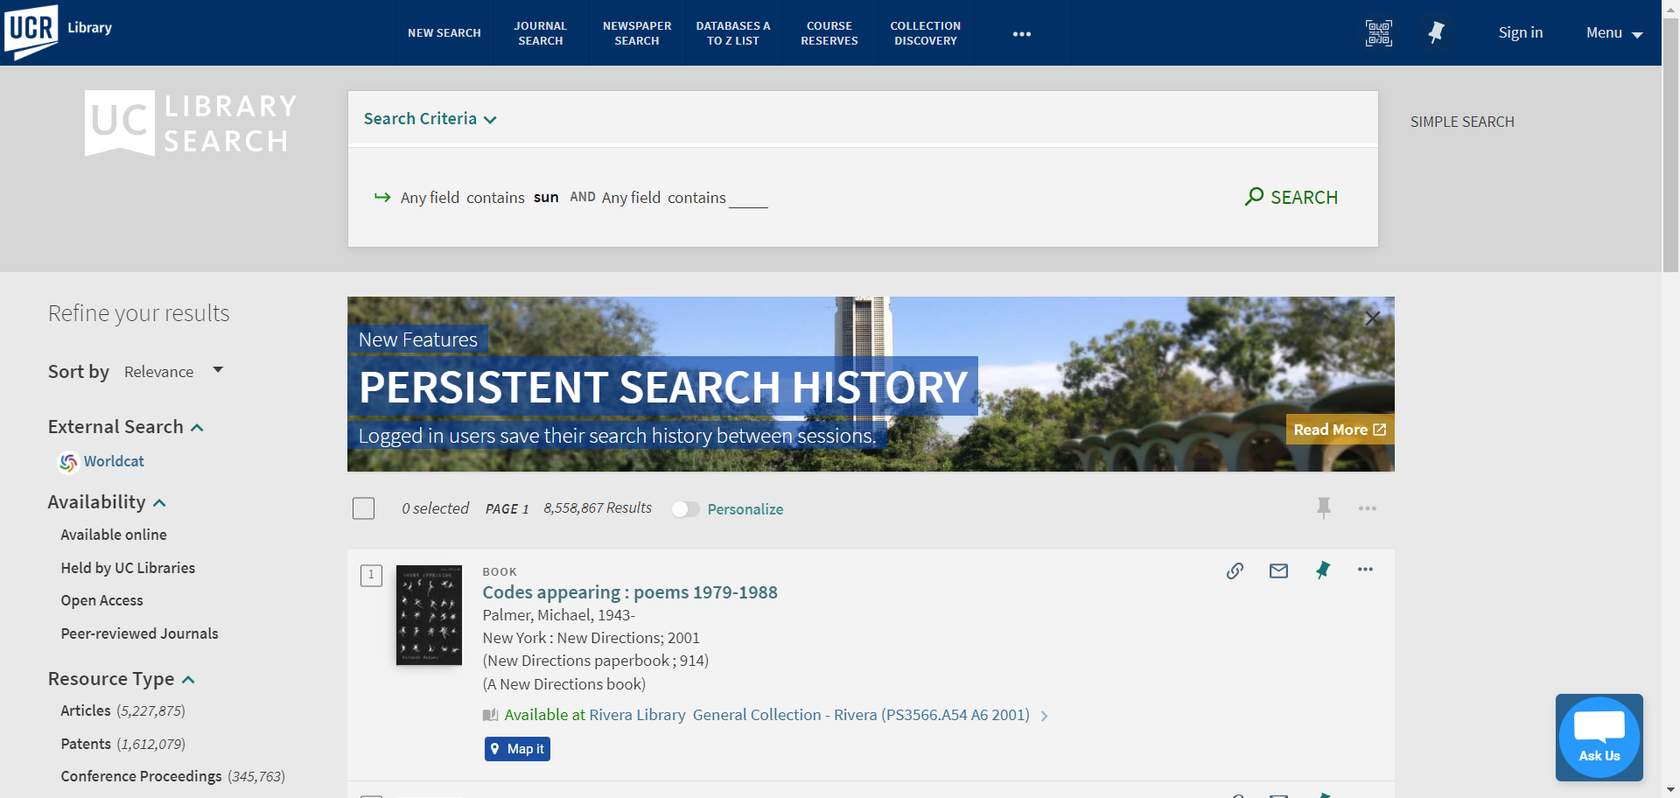 UCR Library
NEW SEARCH
JOURNAL
SEARCH
NEWSPAPER
SEARCH
DATABASES A
TO Z LIST
COURSE
RESERVES
COLLECTION
DISCOVERY
Sign in
Menu
UC LIBRARY
SEARCH
Search Criteria
SIMPLE SEARCH
Any field contains sun AND Any field contains _____
SEARCH
Refine your results
Sort by Relevance
External Search
Worldcat
Availability
Available online
Held by UC Libraries
Open Access
Peer-reviewed Journals
Resource Type
Articles (5,227,875)
Patents (1,612,079)
Conference Proceedings (345,763)
New Features
PERSISTENT SEARCH HISTORY
Logged in users save their search history between sessions.
Read More
0 selected PAGE 1 8,558,867 Results Personalize
1
BOOK
Codes appearing : poems 1979-1988
Palmer, Michael, 1943-
New York : New Directions; 2001
(New Directions paperbook ; 914)
(A New Directions book)
Available at Rivera Library General Collection - Rivera (PS3566.A54 A6 2001)
Map it
Ask Us